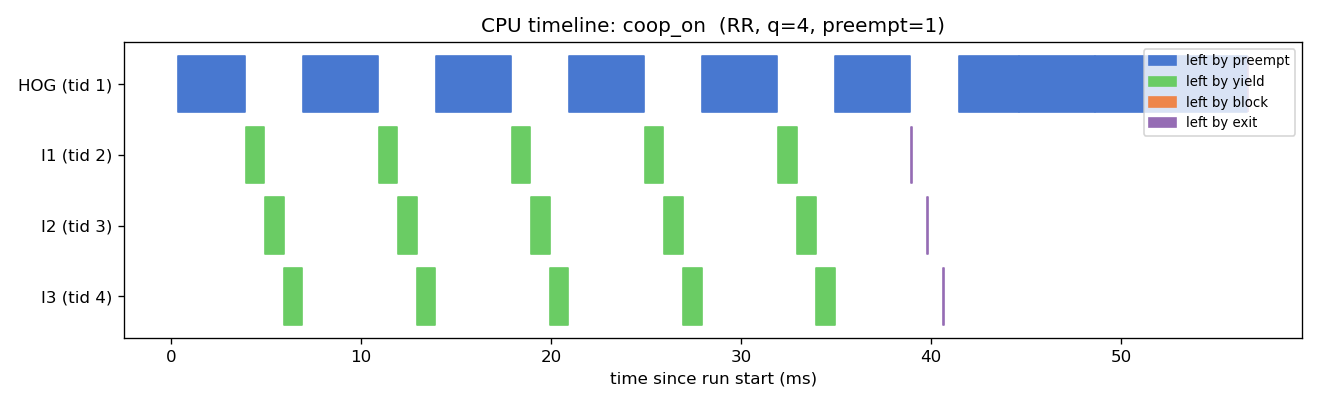 CPU timeline: coop_on  (RR, q=4, preempt=1)
HOG (tid 1)
I1 (tid 2)
I2 (tid 3)
I3 (tid 4)
left by preempt
left by yield
left by block
left by exit
0 10 20 30 40 50
time since run start (ms)